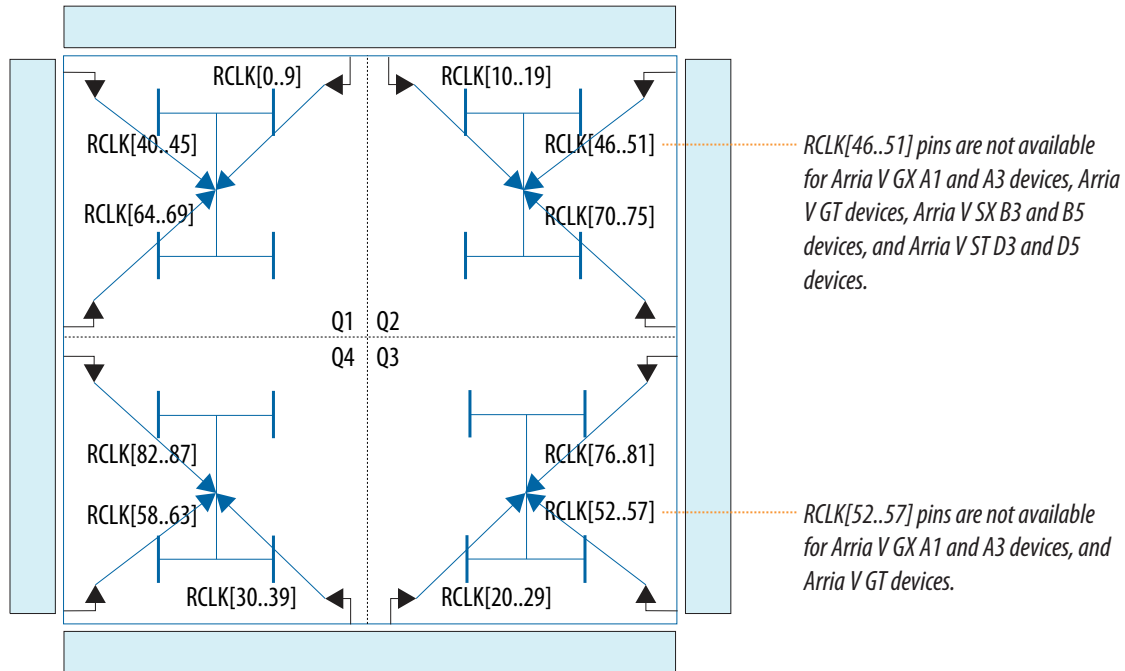 RCLK[0..9]
RCLK[10..19]
RCLK[40..45]
RCLK[46..51]
RCLK[64..69]
RCLK[70..75]
Q1
Q2
Q4
Q3
RCLK[82..87]
RCLK[76..81]
RCLK[58..63]
RCLK[52..57]
RCLK[30..39]
RCLK[20..29]
RCLK[46..51] pins are not available
for Arria V GX A1 and A3 devices, Arria
V GT devices, Arria V SX B3 and B5
devices, and Arria V ST D3 and D5
devices.
RCLK[52..57] pins are not available
for Arria V GX A1 and A3 devices, and
Arria V GT devices.